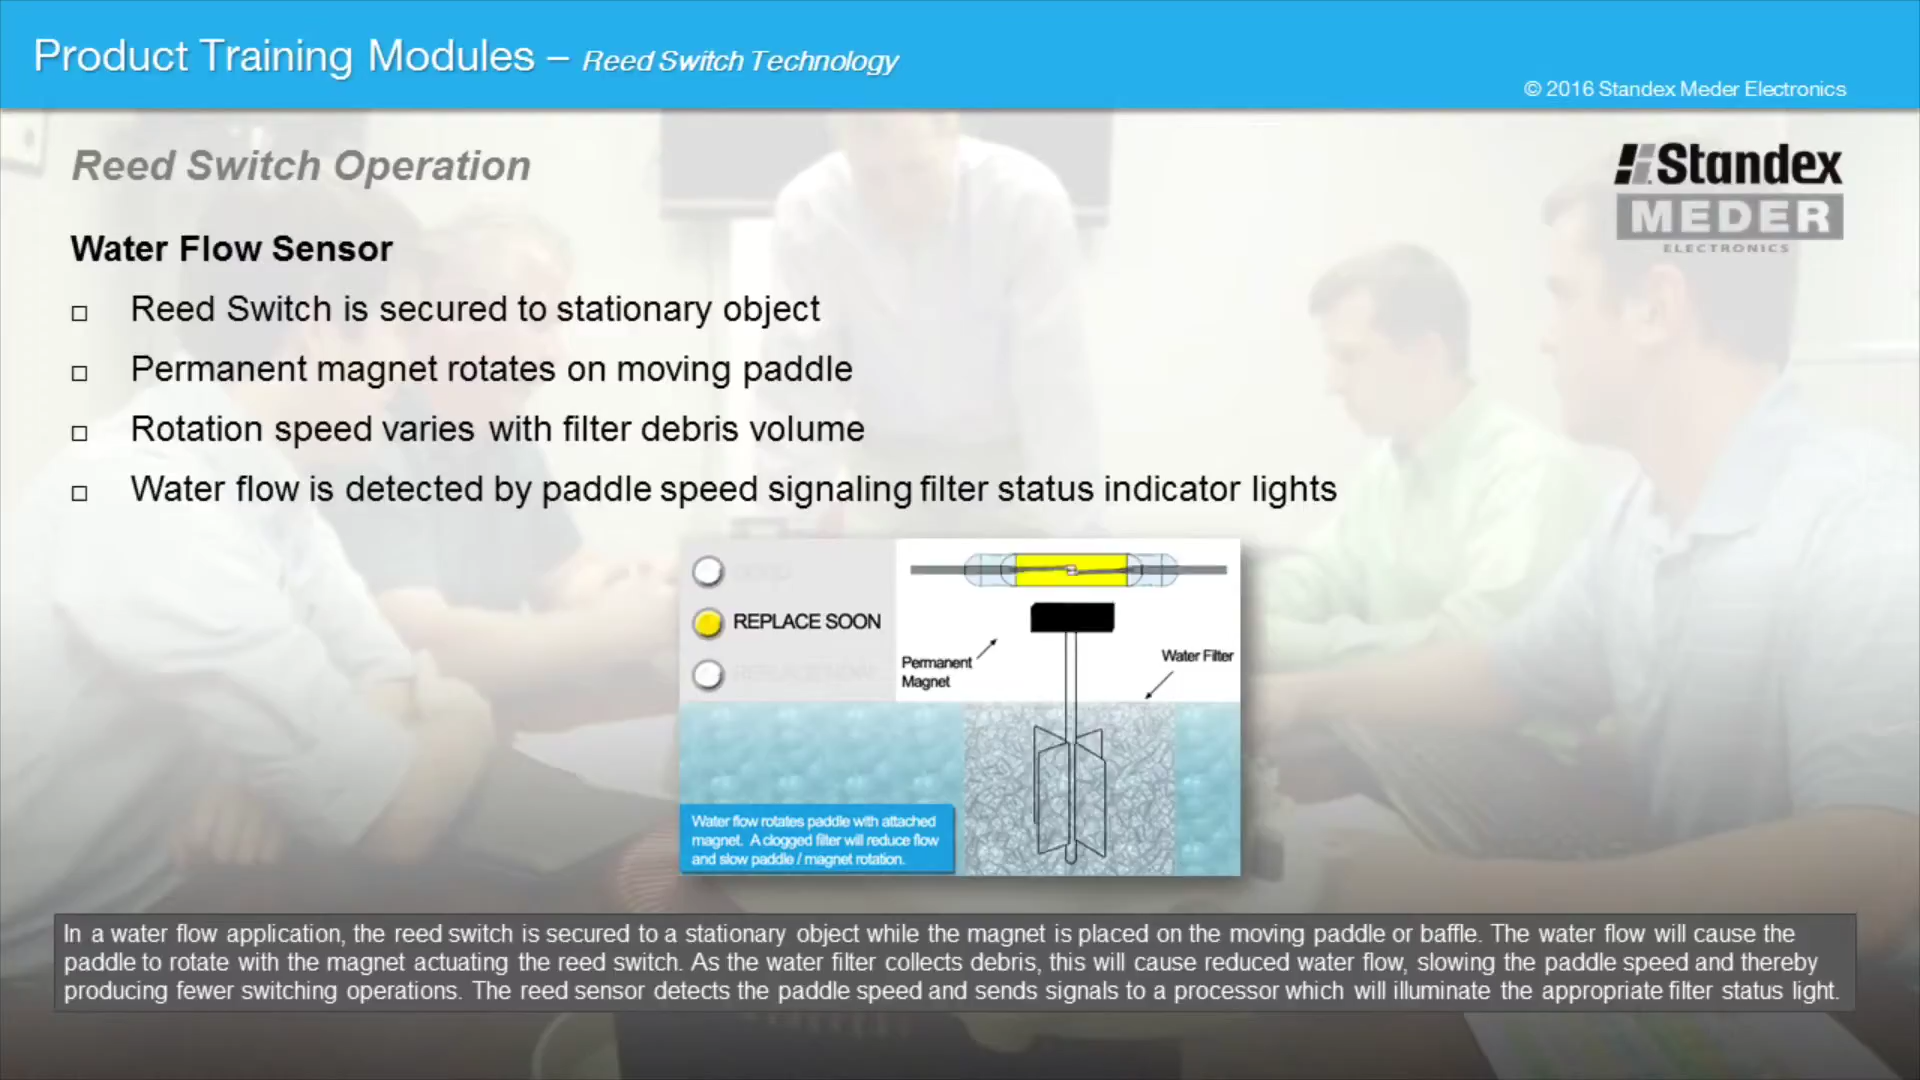 Product Training Modules – Reed Switch Technology
© 2016 Standex Meder Electronics
Reed Switch Operation
Standex
MEDER
ELECTRONICS
Water Flow Sensor
Reed Switch is secured to stationary object
Permanent magnet rotates on moving paddle
Rotation speed varies with filter debris volume
Water flow is detected by paddle speed signaling filter status indicator lights
REPLACE SOON
Permanent
Magnet
Water Filter
Water flow rotates paddle with attached
magnet. A clogged filter will reduce flow
and slow paddle / magnet rotation.
In a water flow application, the reed switch is secured to a stationary object while the magnet is placed on the moving paddle or baffle. The water flow will cause the
paddle to rotate with the magnet actuating the reed switch. As the water filter collects debris, this will cause reduced water flow, slowing the paddle speed and thereby
producing fewer switching operations. The reed sensor detects the paddle speed and sends signals to a processor which will illuminate the appropriate filter status light.